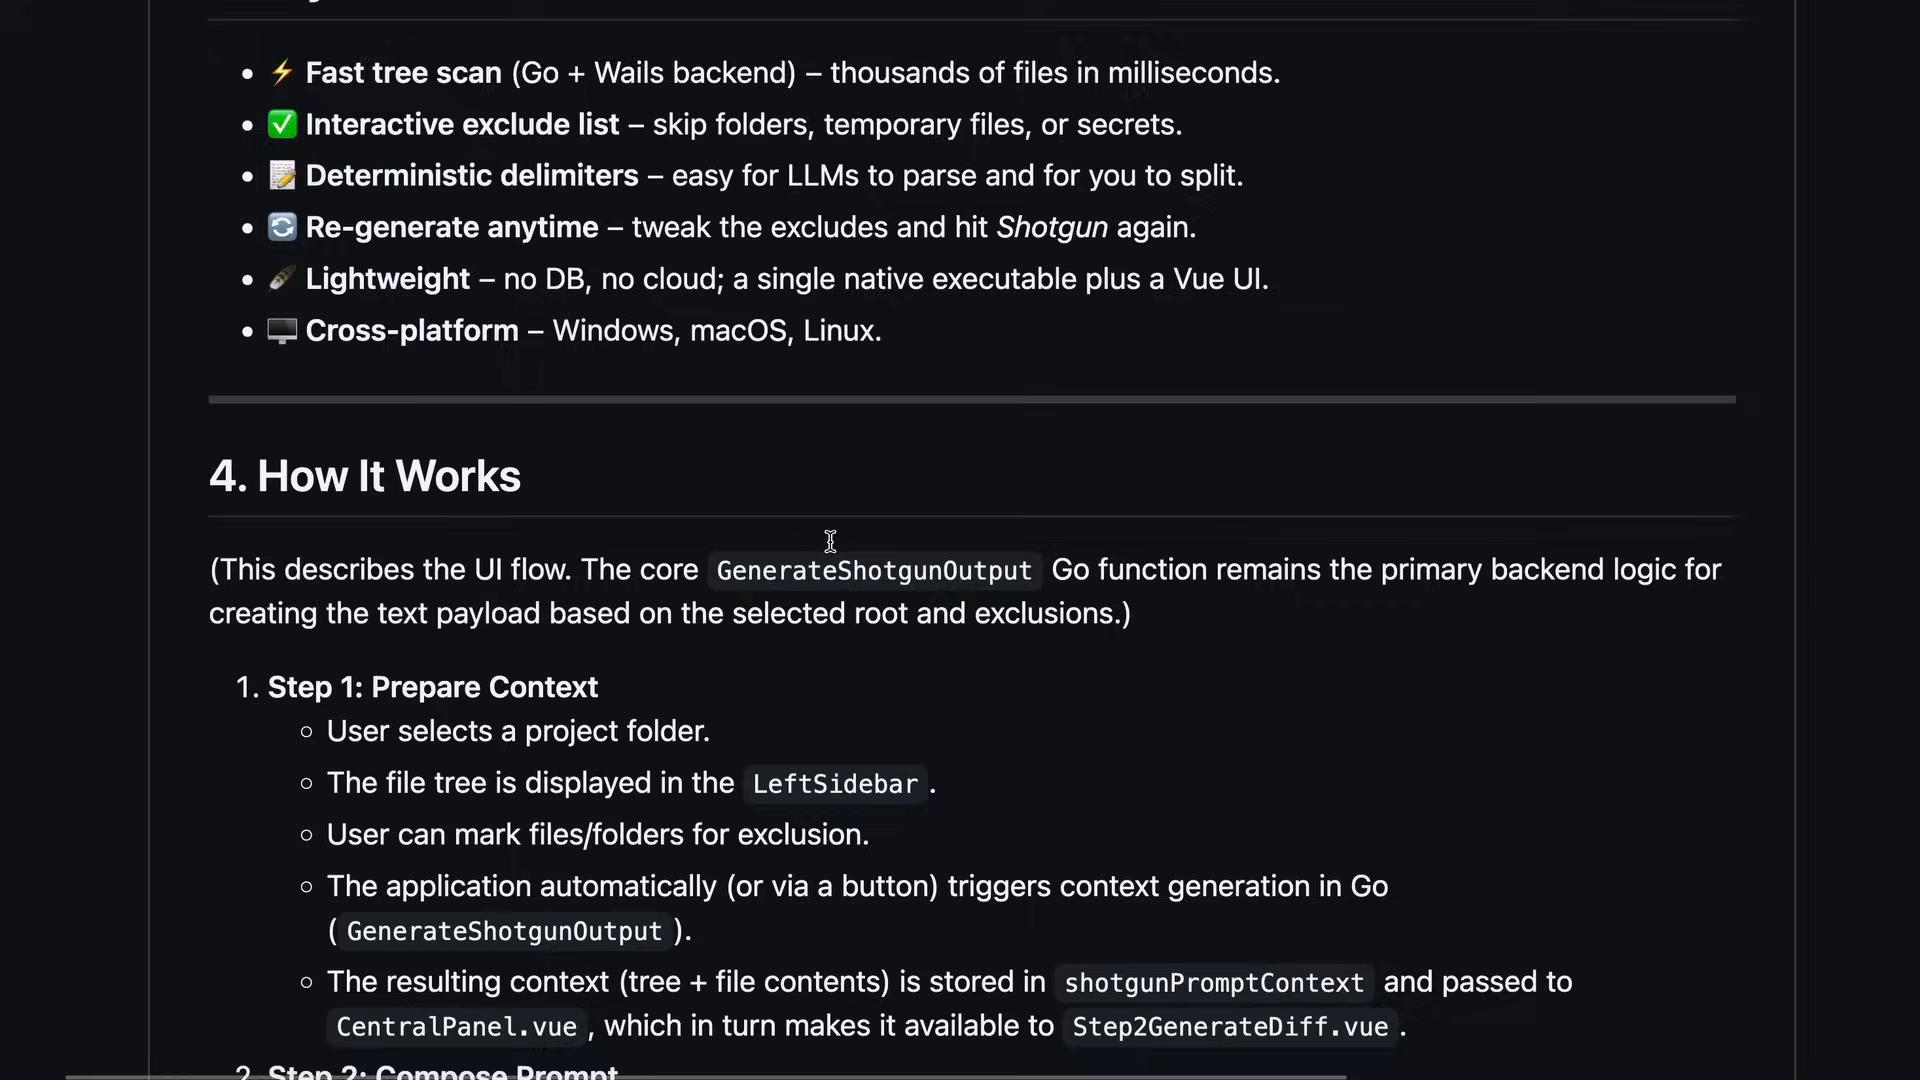 ⚡ Fast tree scan (Go + Wails backend) – thousands of files in milliseconds.
✅ Interactive exclude list – skip folders, temporary files, or secrets.
📝 Deterministic delimiters – easy for LLMs to parse and for you to split.
🔄 Re-generate anytime – tweak the excludes and hit Shotgun again.
🪶 Lightweight – no DB, no cloud; a single native executable plus a Vue UI.
🖥️ Cross-platform – Windows, macOS, Linux.
4. How It Works
(This describes the UI flow. The core GenerateShotgunOutput Go function remains the primary backend logic for
creating the text payload based on the selected root and exclusions.)
1. Step 1: Prepare Context
User selects a project folder.
The file tree is displayed in the LeftSidebar.
User can mark files/folders for exclusion.
The application automatically (or via a button) triggers context generation in Go
(GenerateShotgunOutput).
The resulting context (tree + file contents) is stored in shotgunPromptContext and passed to
CentralPanel.vue, which in turn makes it available to Step2GenerateDiff.vue.
2. Step 2: Compose Prompt